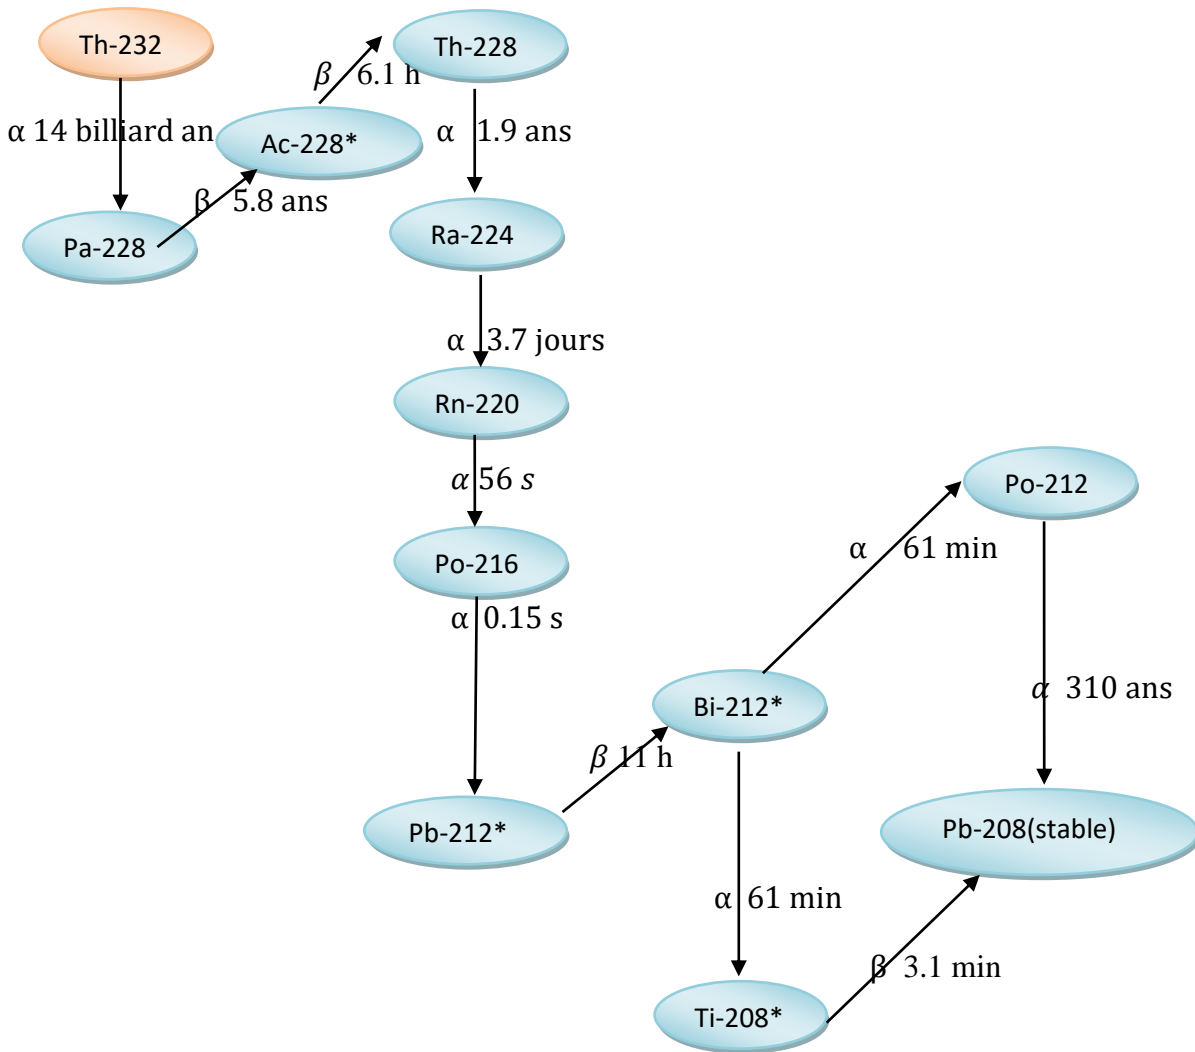 Th-232
Th-228
β 6.1 h
α 14 billiard an
Ac-228*
α 1.9 ans
β 5.8 ans
Pa-228
Ra-224
α 3.7 jours
Rn-220
α 56 s
Po-212
α 61 min
Po-216
α 0.15 s
α 310 ans
Bi-212*
β 11 h
Pb-212*
Pb-208(stable)
α 61 min
β 3.1 min
Ti-208*